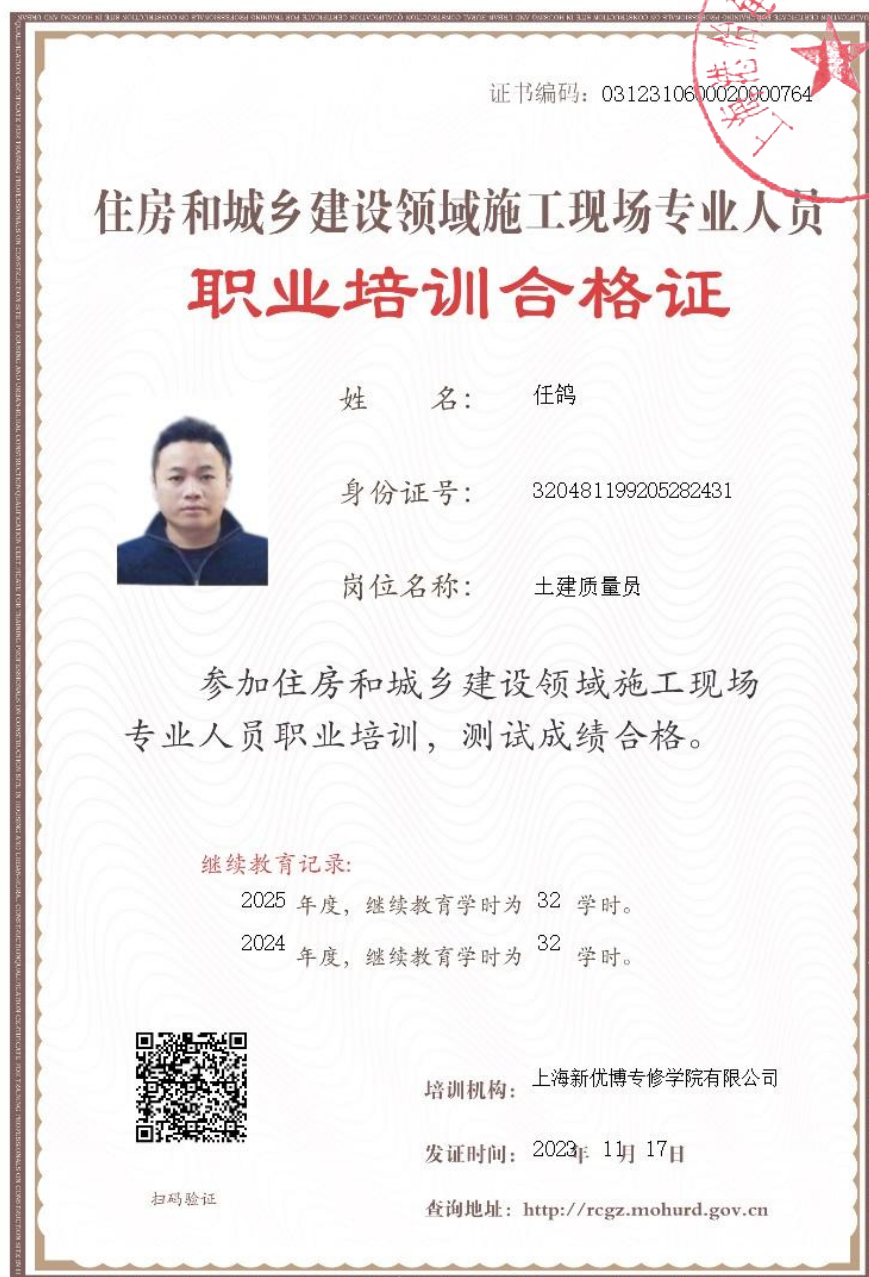 证书编码：0312310600020000764
住房和城乡建设领域施工现场专业人员
职业培训合格证
姓 名：任鸽
身份证号：320481199205282431
岗位名称：土建质量员
参加住房和城乡建设领域施工现场
专业人员职业培训，测试成绩合格。
继续教育记录:
2025 年度，继续教育学时为 32 学时。
2024 年度，继续教育学时为 32 学时。
扫码验证
培训机构：上海新优博专修学院有限公司
发证时间：2023年 11月 17日
查询地址：http://rcgz.mohurd.gov.cn